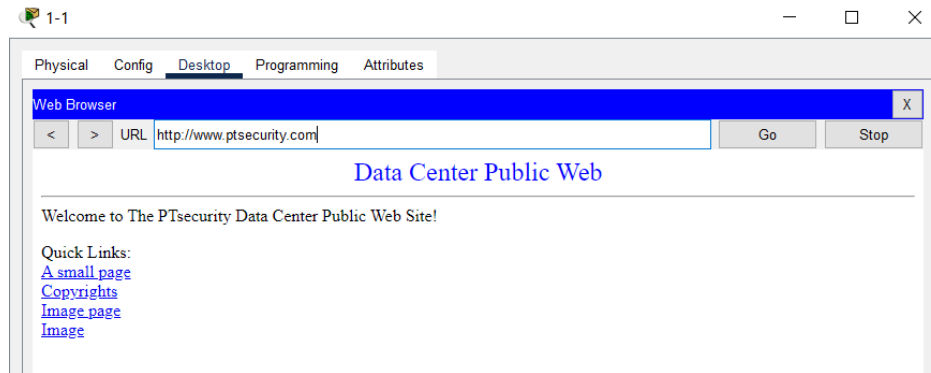 1-1
Physical Config Desktop Programming Attributes
Web Browser X
< > URL http://www.ptsecurity.com Go Stop
Data Center Public Web
Welcome to The PTsecurity Data Center Public Web Site!
Quick Links:
A small page
Copyrights
Image page
Image